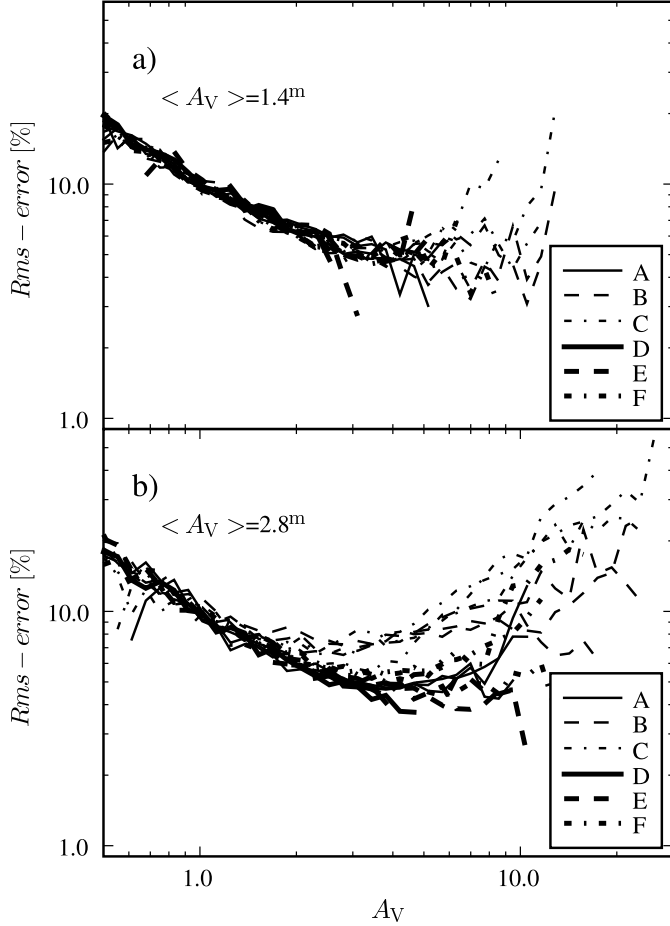 a)
< A_V >=1.4^m
10.0
Rms − error [%]
A
B
C
D
E
F
1.0
b)
< A_V >=2.8^m
10.0
Rms − error [%]
A
B
C
D
E
F
1.0
1.0 10.0
A_V